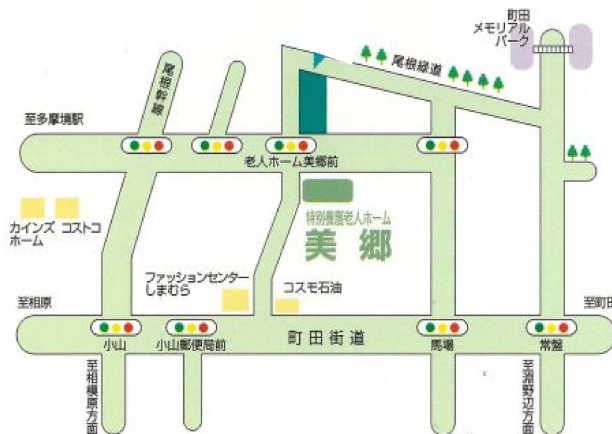 町田
メモリアル
パーク
尾根緑道
尾根幹線
至多摩境駅
老人ホーム美郷前
特別養護老人ホーム
美郷
カインズ
ホーム
コストコ
ファッションセンター
しまむら
コスモ石油
至相原
至町田
小山
小山郵便局前
町田街道
馬場
常盤
至相模原方面
至淵野辺方面